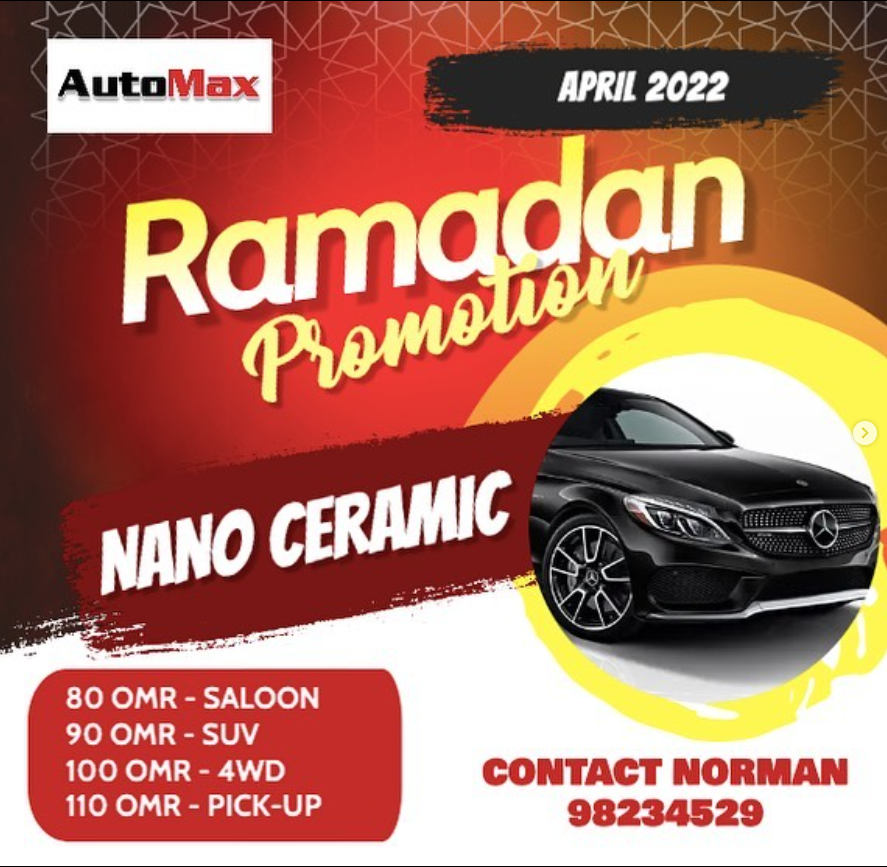 AutoMax
APRIL 2022
Ramadan
Promotion
NANO CERAMIC
80 OMR - SALOON
90 OMR - SUV
100 OMR - 4WD
110 OMR - PICK-UP
CONTACT NORMAN
98234529